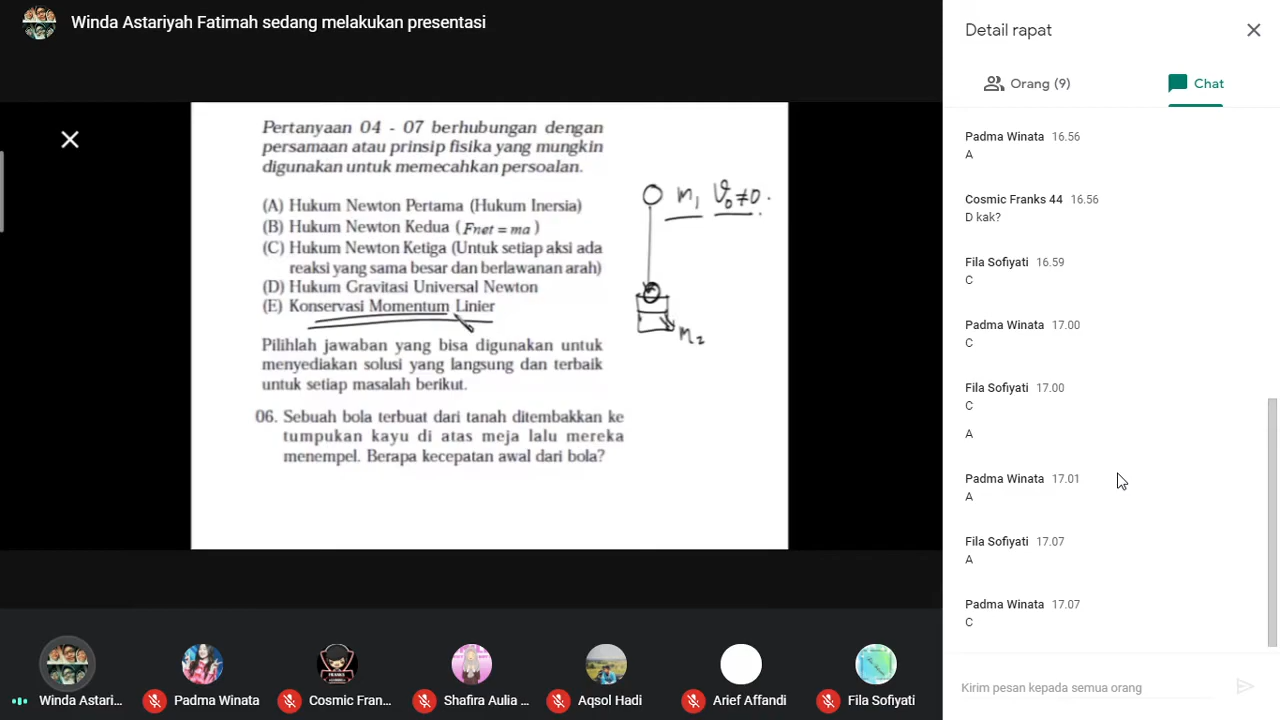 Winda Astariyah Fatimah sedang melakukan presentasi
Pertanyaan 04 - 07 berhubungan dengan
persamaan atau prinsip fisika yang mungkin
digunakan untuk memecahkan persoalan.
(A) Hukum Newton Pertama (Hukum Inersia)
(B) Hukum Newton Kedua (Fnet = ma)
(C) Hukum Newton Ketiga (Untuk setiap aksi ada
reaksi yang sama besar dan berlawanan arah)
(D) Hukum Gravitasi Universal Newton
(E) Konservasi Momentum Linier
Pilihlah jawaban yang bisa digunakan untuk
menyediakan solusi yang langsung dan terbaik
untuk setiap masalah berikut.
06. Sebuah bola terbuat dari tanah ditembakkan ke
tumpukan kayu di atas meja lalu mereka
menempel. Berapa kecepatan awal dari bola?
m₁ v₀≠0.
m₂
Winda Astari...
Padma Winata
Cosmic Fran...
Shafira Aulia ...
Aqsol Hadi
Arief Affandi
Fila Sofiyati
Detail rapat
Orang (9)
Chat
Padma Winata 16.56
A
Cosmic Franks 44 16.56
D kak?
Fila Sofiyati 16.59
C
Padma Winata 17.00
C
Fila Sofiyati 17.00
C
A
Padma Winata 17.01
A
Fila Sofiyati 17.07
A
Padma Winata 17.07
C
Kirim pesan kepada semua orang